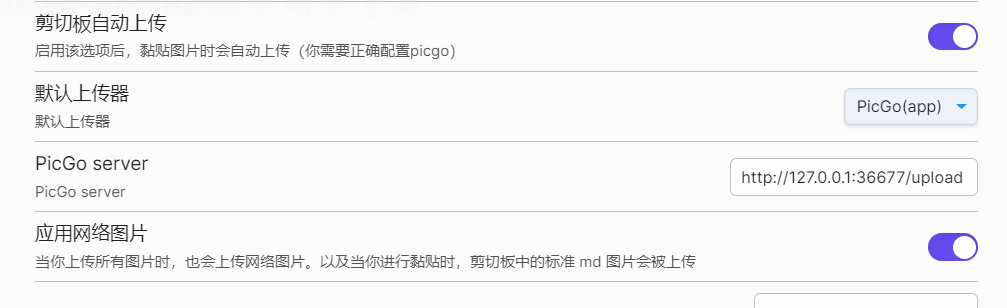 剪切板自动上传
启用该选项后，黏贴图片时会自动上传（你需要正确配置picgo）
默认上传器
默认上传器
PicGo(app)
PicGo server
PicGo server
http://127.0.0.1:36677/upload
应用网络图片
当你上传所有图片时，也会上传网络图片。以及当你进行黏贴时，剪切板中的标准 md 图片会被上传